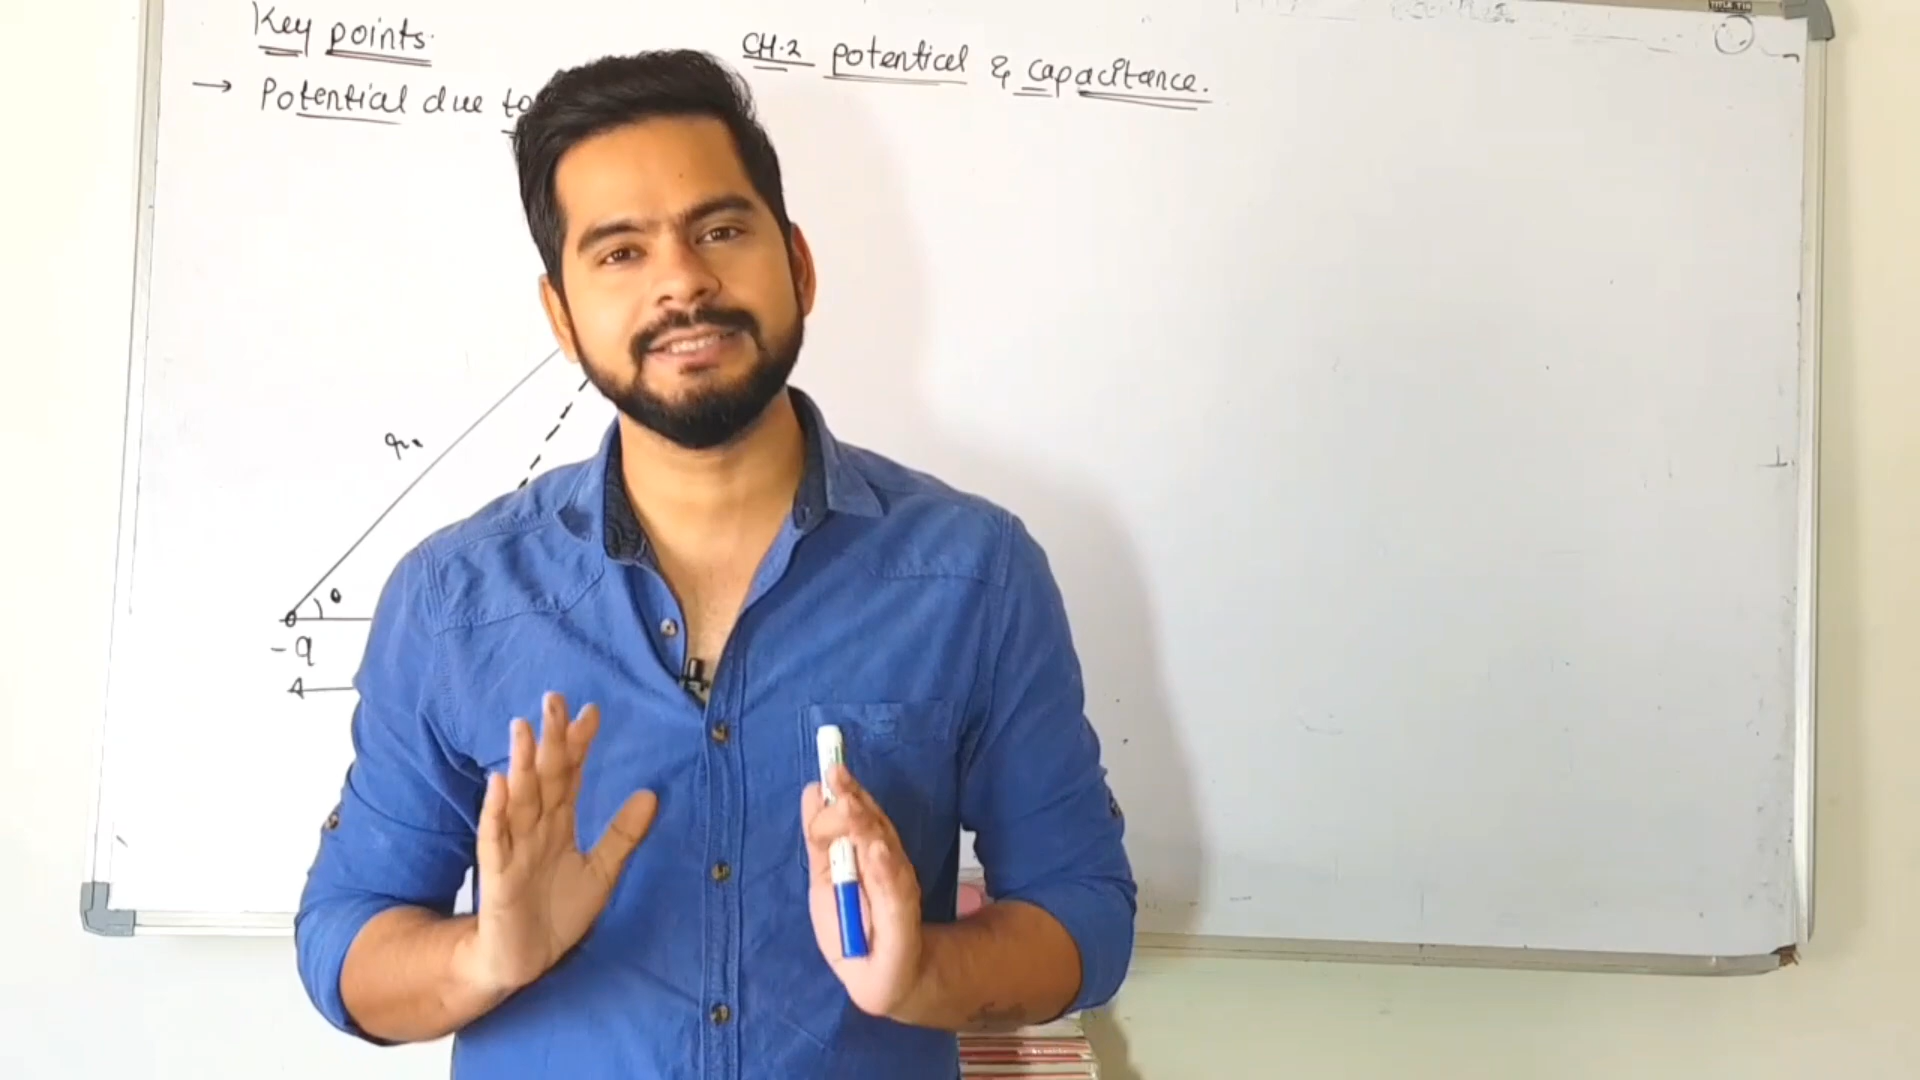 Key points.
CH.2 potential & capacitance.
→ Potential due to
θ
-q